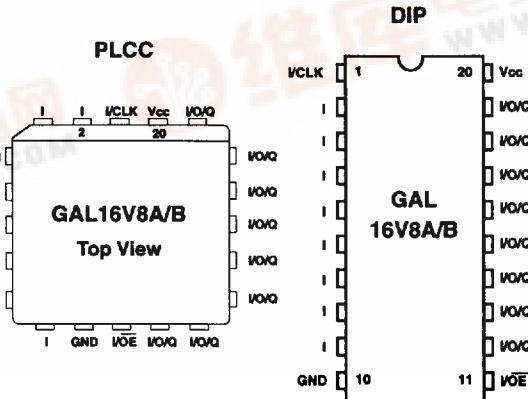 PLCC
I I I/CLK Vcc I/O/Q
2 20
I/O/Q
I/O/Q
GAL16V8A/B
I/O/Q
Top View
I/O/Q
I/O/Q
I GND I/OE I/O/Q I/O/Q
DIP
I/CLK 1 20 Vcc
I I/O/Q
I I/O/Q
I I/O/Q
GAL
I I/O/Q
16V8A/B
I I/O/Q
I I/O/Q
I I/O/Q
I I/O/Q
GND 10 11 I/OE